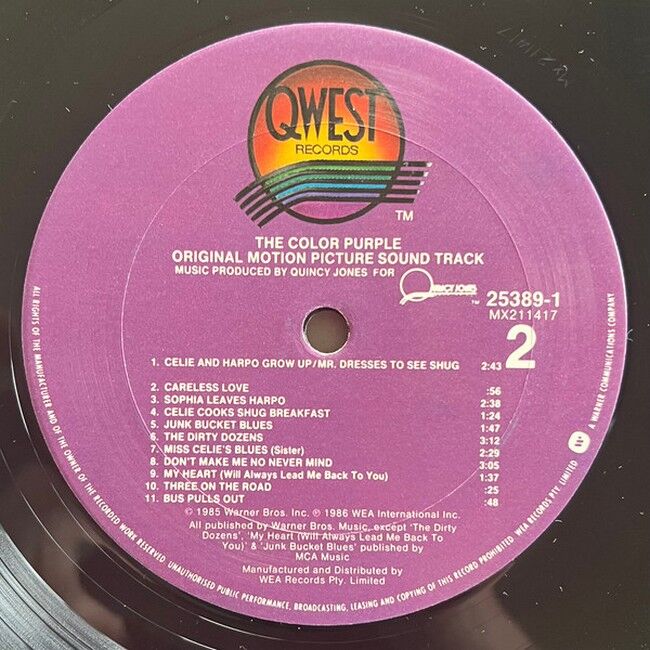 QWEST
RECORDS
TM
THE COLOR PURPLE
ORIGINAL MOTION PICTURE SOUND TRACK
MUSIC PRODUCED BY QUINCY JONES FOR
QUINCY JONES
TM
25389-1
MX211417
2
1. CELIE AND HARPO GROW UP/MR. DRESSES TO SEE SHUG 2:43
2. CARELESS LOVE :56
3. SOPHIA LEAVES HARPO 2:38
4. CELIE COOKS SHUG BREAKFAST 1:24
5. JUNK BUCKET BLUES 1:47
6. THE DIRTY DOZENS 3:12
7. MISS CELIE'S BLUES (Sister) 2:29
8. DON'T MAKE ME NO NEVER MIND 3:05
9. MY HEART (Will Always Lead Me Back To You) 1:37
10. THREE ON THE ROAD :25
11. BUS PULLS OUT :48
© 1985 Warner Bros. Inc. ℗ 1986 WEA International Inc.
All published by Warner Bros. Music, except 'The Dirty
Dozens', 'My Heart (Will Always Lead Me Back To
You)' & 'Junk Bucket Blues' published by
MCA Music
Manufactured and Distributed by
WEA Records Pty. Limited
ALL RIGHTS OF THE MANUFACTURER AND OF THE OWNER OF THE RECORDED WORK RESERVED. UNAUTHORISED PUBLIC PERFORMANCE, BROADCASTING, LEASING AND COPYING OF THIS RECORD PROHIBITED. WEA RECORDS PTY. LIMITED
A WARNER COMMUNICATIONS COMPANY